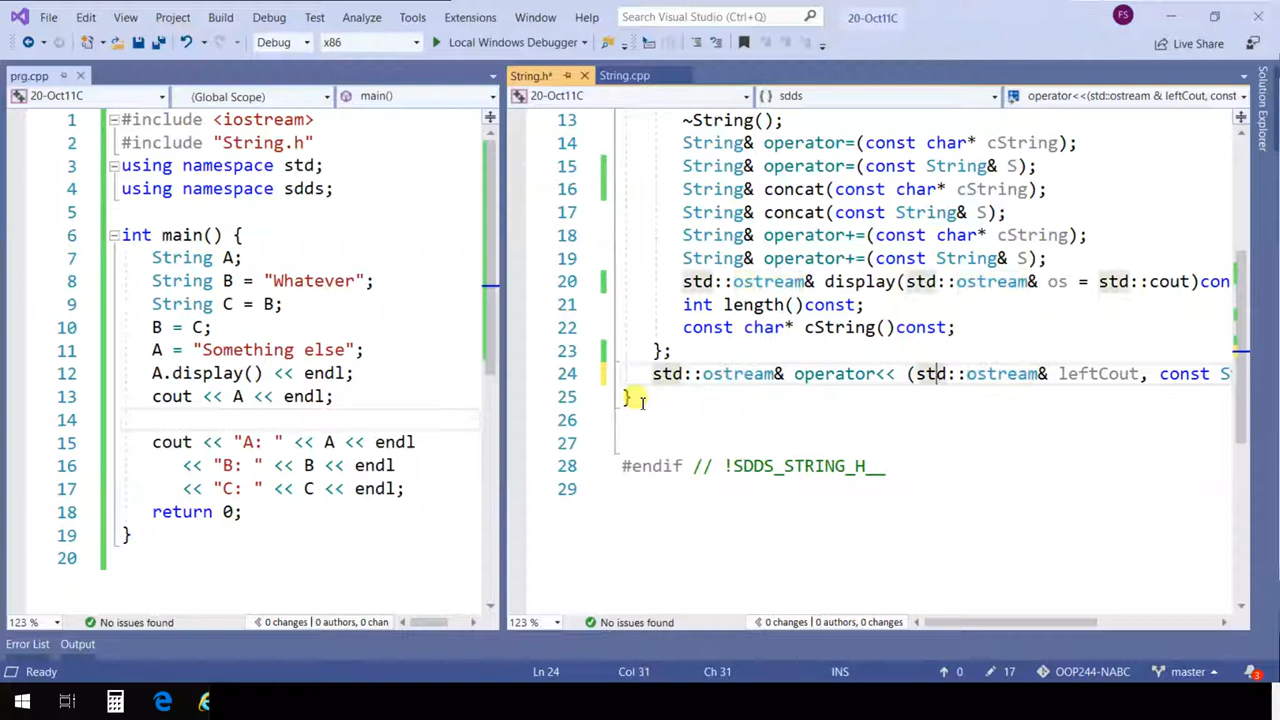 File Edit View Project Build Debug Test Analyze Tools Extensions Window Help Search Visual Studio (Ctrl+Q) 20-Oct11C FS
Debug x86 Local Windows Debugger Live Share
prg.cpp
20-Oct11C (Global Scope) main()
1 #include <iostream>
2 #include "String.h"
3 using namespace std;
4 using namespace sdds;
5
6 int main() {
7 String A;
8 String B = "Whatever";
9 String C = B;
10 B = C;
11 A = "Something else";
12 A.display() << endl;
13 cout << A << endl;
14
15 cout << "A: " << A << endl
16 << "B: " << B << endl
17 << "C: " << C << endl;
18 return 0;
19 }
20
123 % No issues found 0 changes | 0 authors, 0 chan
String.h* String.cpp
20-Oct11C sdds operator<<(std::ostream & leftCout, const
13 ~String();
14 String& operator=(const char* cString);
15 String& operator=(const String& S);
16 String& concat(const char* cString);
17 String& concat(const String& S);
18 String& operator+=(const char* cString);
19 String& operator+=(const String& S);
20 std::ostream& display(std::ostream& os = std::cout)con
21 int length()const;
22 const char* cString()const;
23 };
24 std::ostream& operator<< (std::ostream& leftCout, const S
25 }
26
27
28 #endif // !SDDS_STRING_H__
29
123 % No issues found 0 changes | 0 authors, 0 changes
Solution Explorer
Error List Output
Ready Ln 24 Col 31 Ch 31 INS 0 17 OOP244-NABC master 3